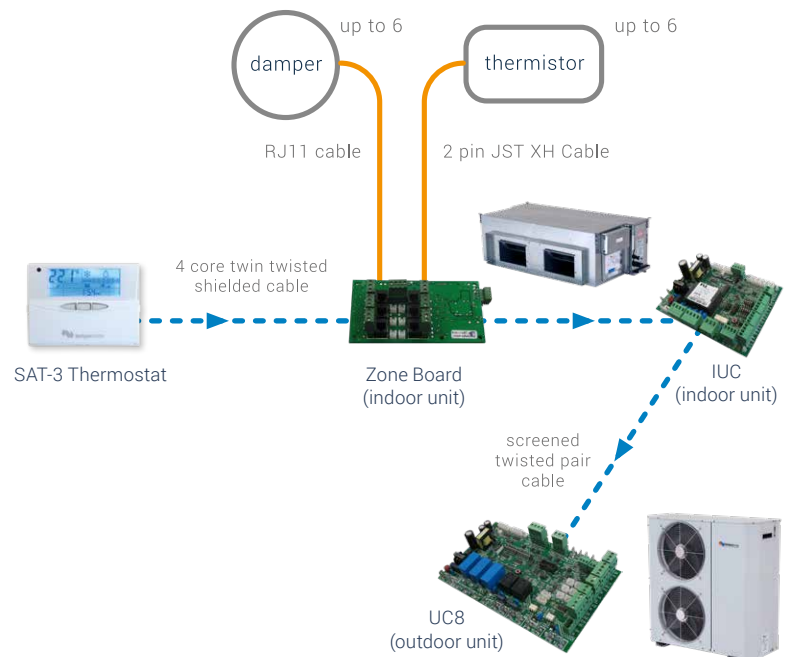 up to 6
up to 6
damper
thermistor
RJ11 cable
2 pin JST XH Cable
4 core twin twisted
shielded cable
22.1°
SAT-3 Thermostat
Zone Board
(indoor unit)
IUC
(indoor unit)
screened
twisted pair
cable
UC8
(outdoor unit)